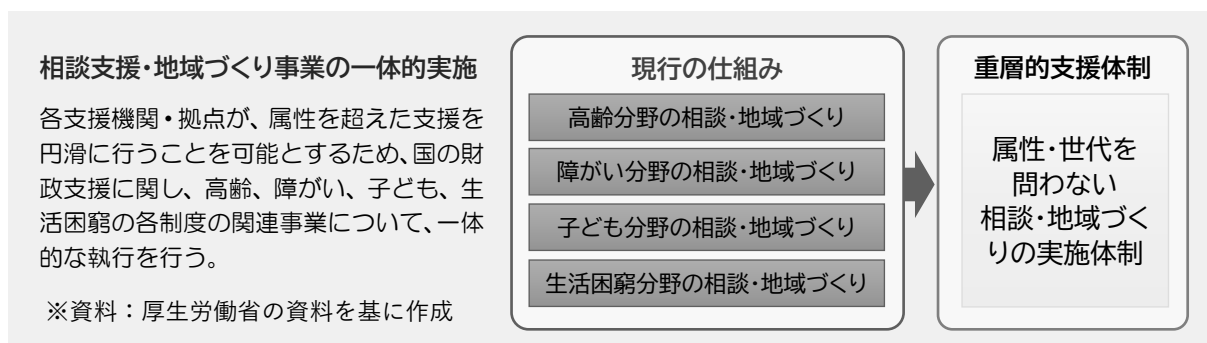 相談支援・地域づくり事業の一体的実施
各支援機関・拠点が、属性を超えた支援を
円滑に行うことを可能とするため、国の財
政支援に関し、高齢、障がい、子ども、生
活困窮の各制度の関連事業について、一体
的な執行を行う。
※資料：厚生労働省の資料を基に作成
現行の仕組み
高齢分野の相談・地域づくり
障がい分野の相談・地域づくり
子ども分野の相談・地域づくり
生活困窮分野の相談・地域づくり
重層的支援体制
属性・世代を
問わない
相談・地域づく
りの実施体制